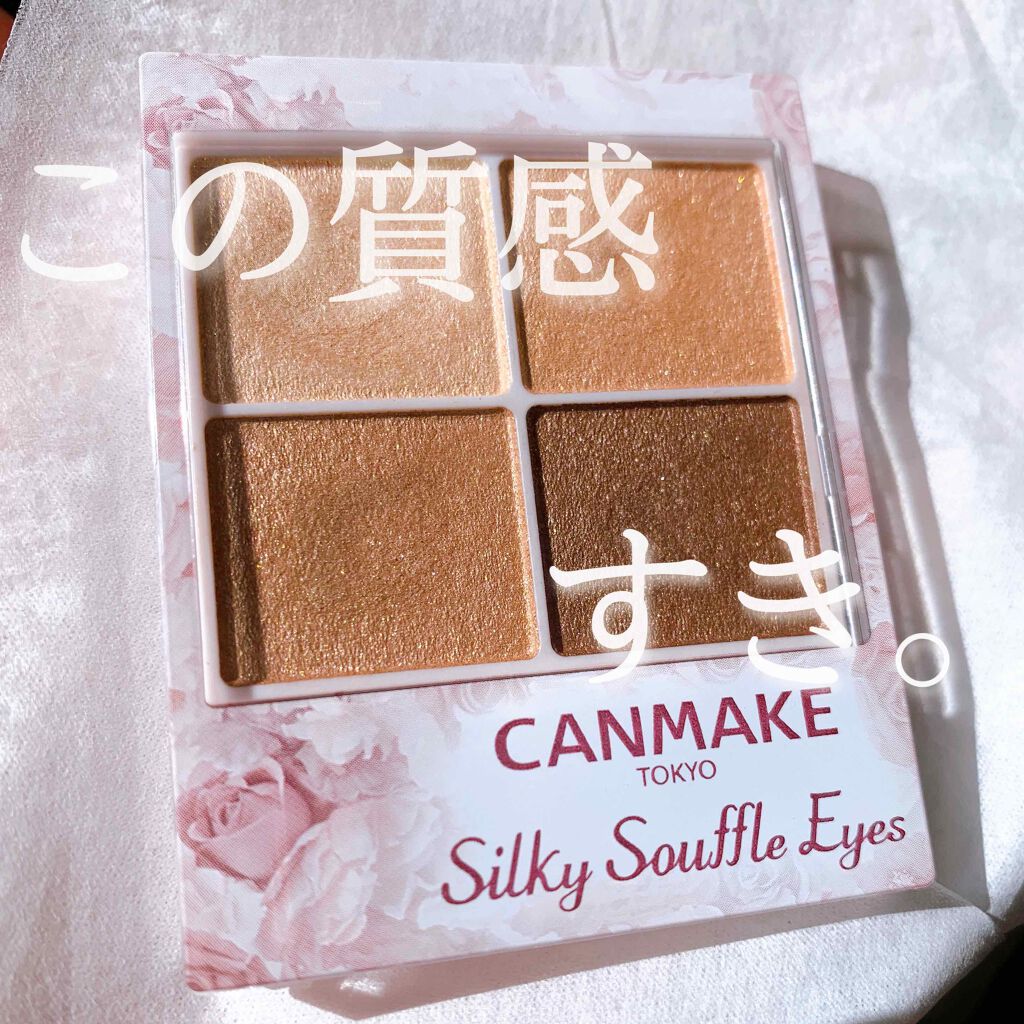 この質感
すき。
CANMAKE
TOKYO
Silky Souffle Eyes